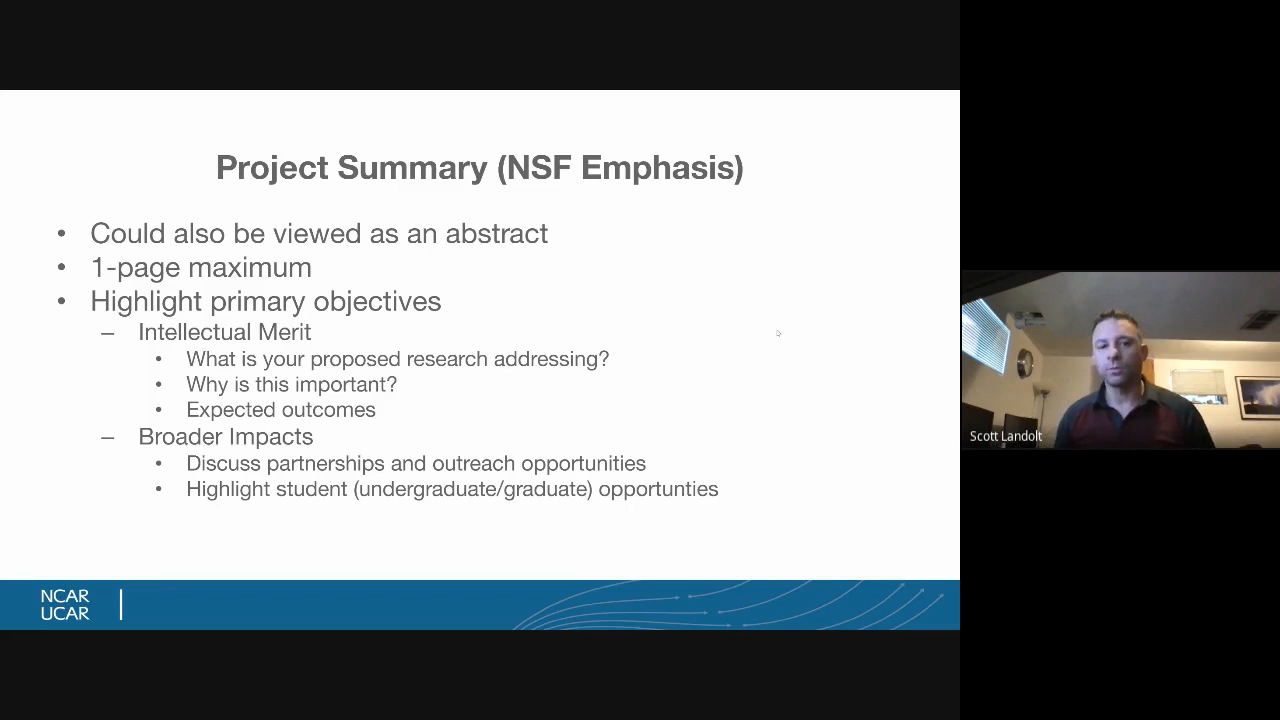 Project Summary (NSF Emphasis)
• Could also be viewed as an abstract
• 1-page maximum
• Highlight primary objectives
– Intellectual Merit
• What is your proposed research addressing?
• Why is this important?
• Expected outcomes
– Broader Impacts
• Discuss partnerships and outreach opportunities
• Highlight student (undergraduate/graduate) opportunties
NCAR
UCAR
Scott Landolt